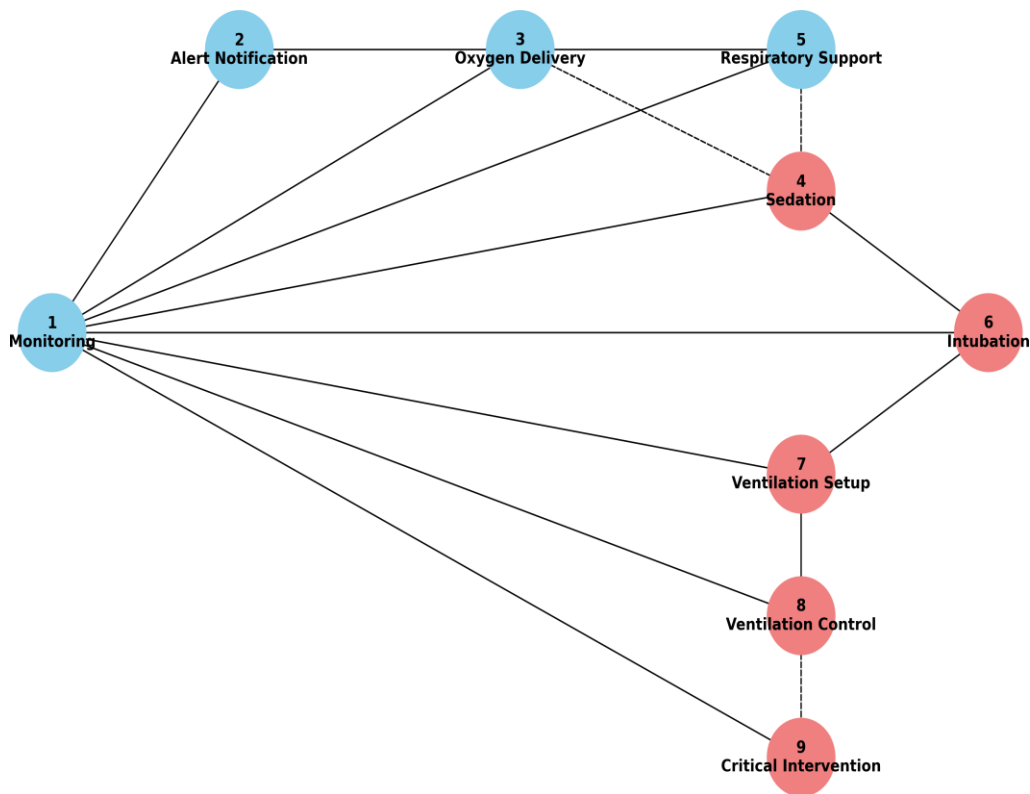 2
Alert Notification
3
Oxygen Delivery
5
Respiratory Support
4
Sedation
1
Monitoring
6
Intubation
7
Ventilation Setup
8
Ventilation Control
9
Critical Intervention